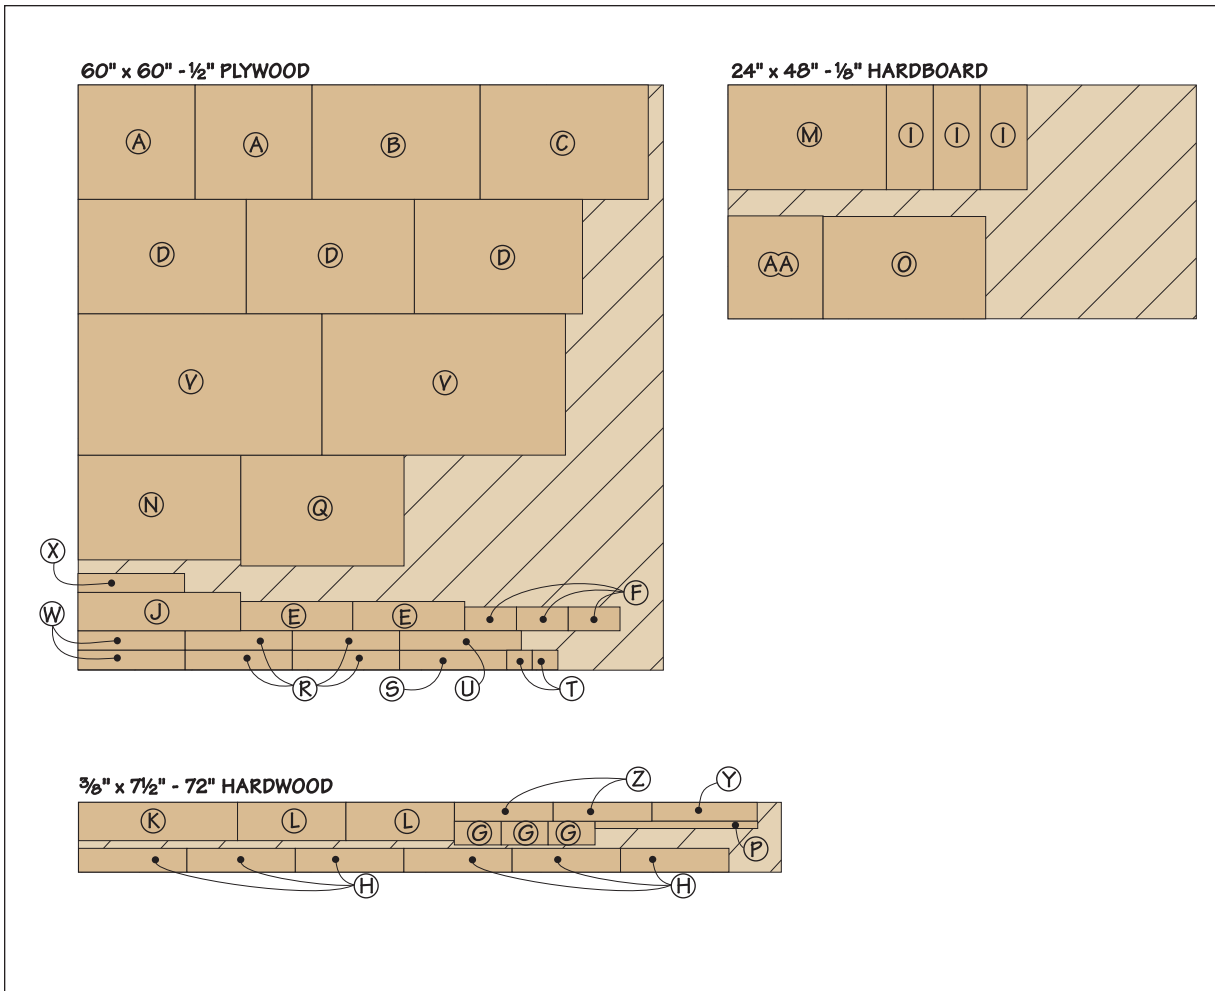 60" x 60" - ½" PLYWOOD
A A B C
D D D
V V
N Q
X
J E E F
W
R S U T
24" x 48" - ⅛" HARDBOARD
M I I I
AA O
⅜" x 7½" - 72" HARDWOOD
Z Y
K L L
G G G
P
H H